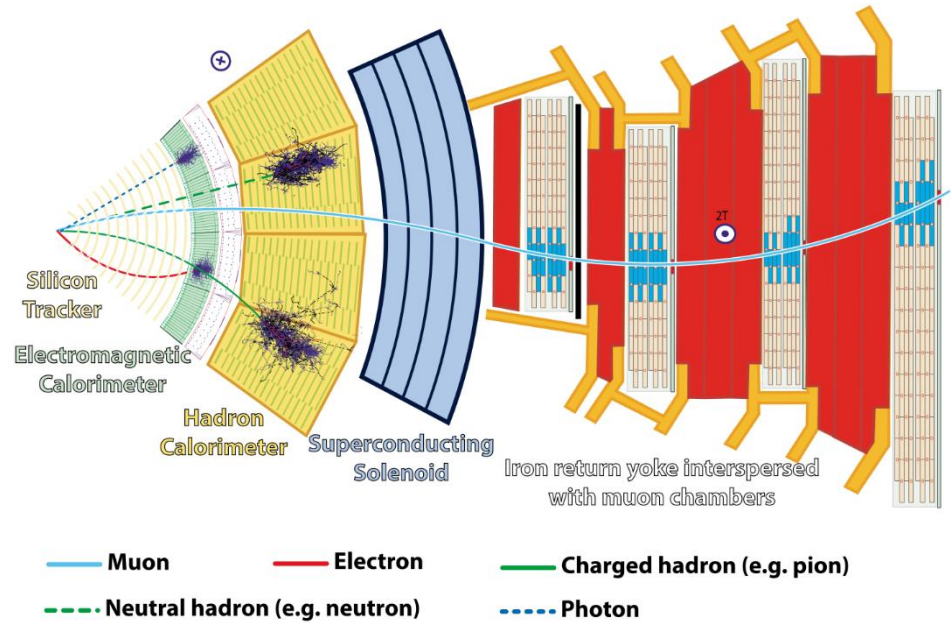 2T
Silicon
Tracker
Electromagnetic
Calorimeter
Hadron
Calorimeter
Superconducting
Solenoid
Iron return yoke interspersed
with muon chambers
Muon
Electron
Charged hadron (e.g. pion)
Neutral hadron (e.g. neutron)
Photon